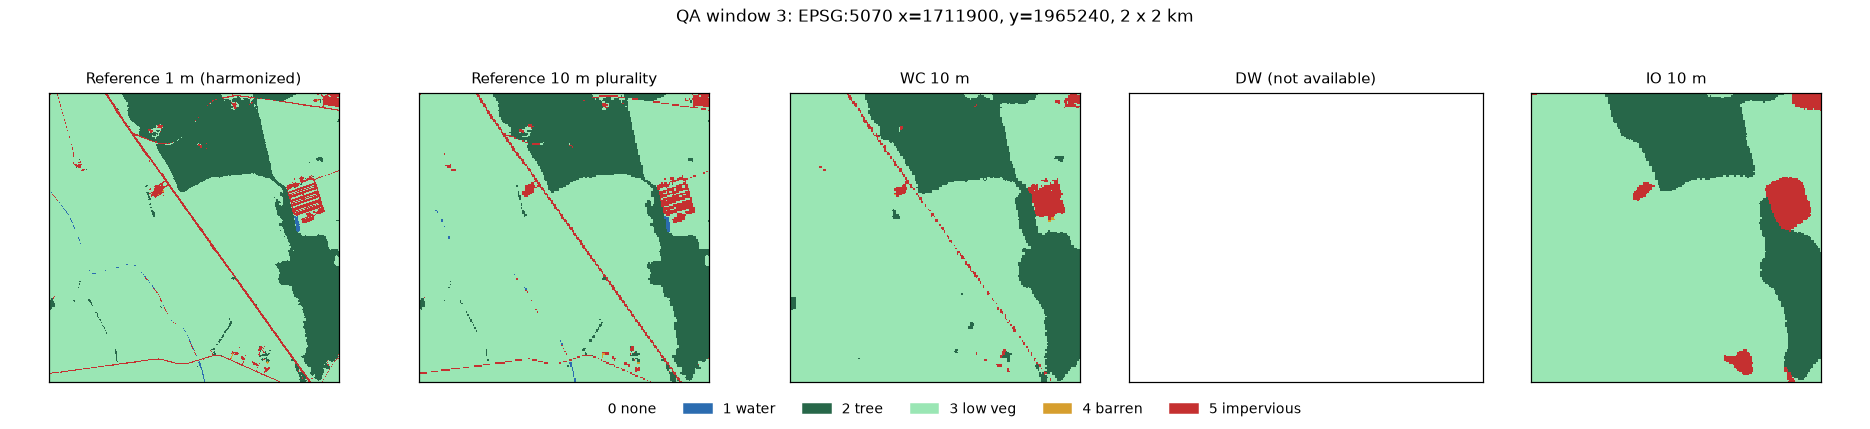 QA window 3: EPSG:5070 x=1711900, y=1965240, 2 x 2 km
Reference 1 m (harmonized)
Reference 10 m plurality
WC 10 m
DW (not available)
IO 10 m
0 none
1 water
2 tree
3 low veg
4 barren
5 impervious